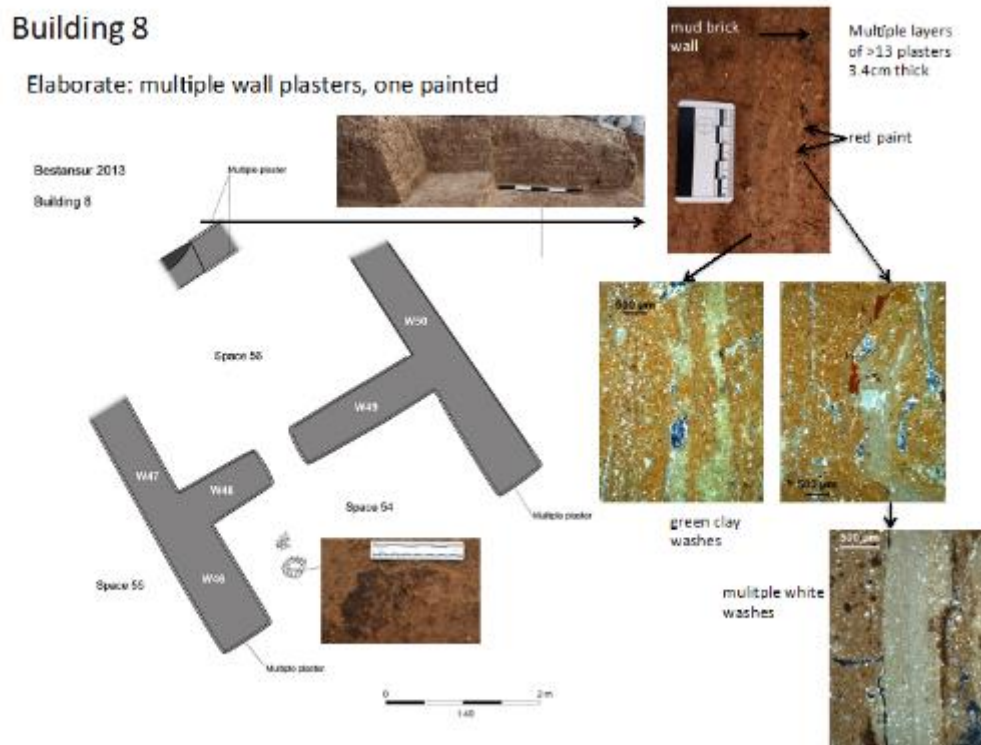 Building 8
Elaborate: multiple wall plasters, one painted
mud brick
wall
Multiple layers
of >13 plasters
3.4cm thick
red paint
Bestansur 2013
Building 8
Multiple plaster
W50
Space 56
W49
W47
W48
Space 54
Multiple plaster
Space 55
W46
Multiple plaster
500 µm
500 µm
green clay
washes
mulitple white
washes
500 µm
0
2 m
1:40